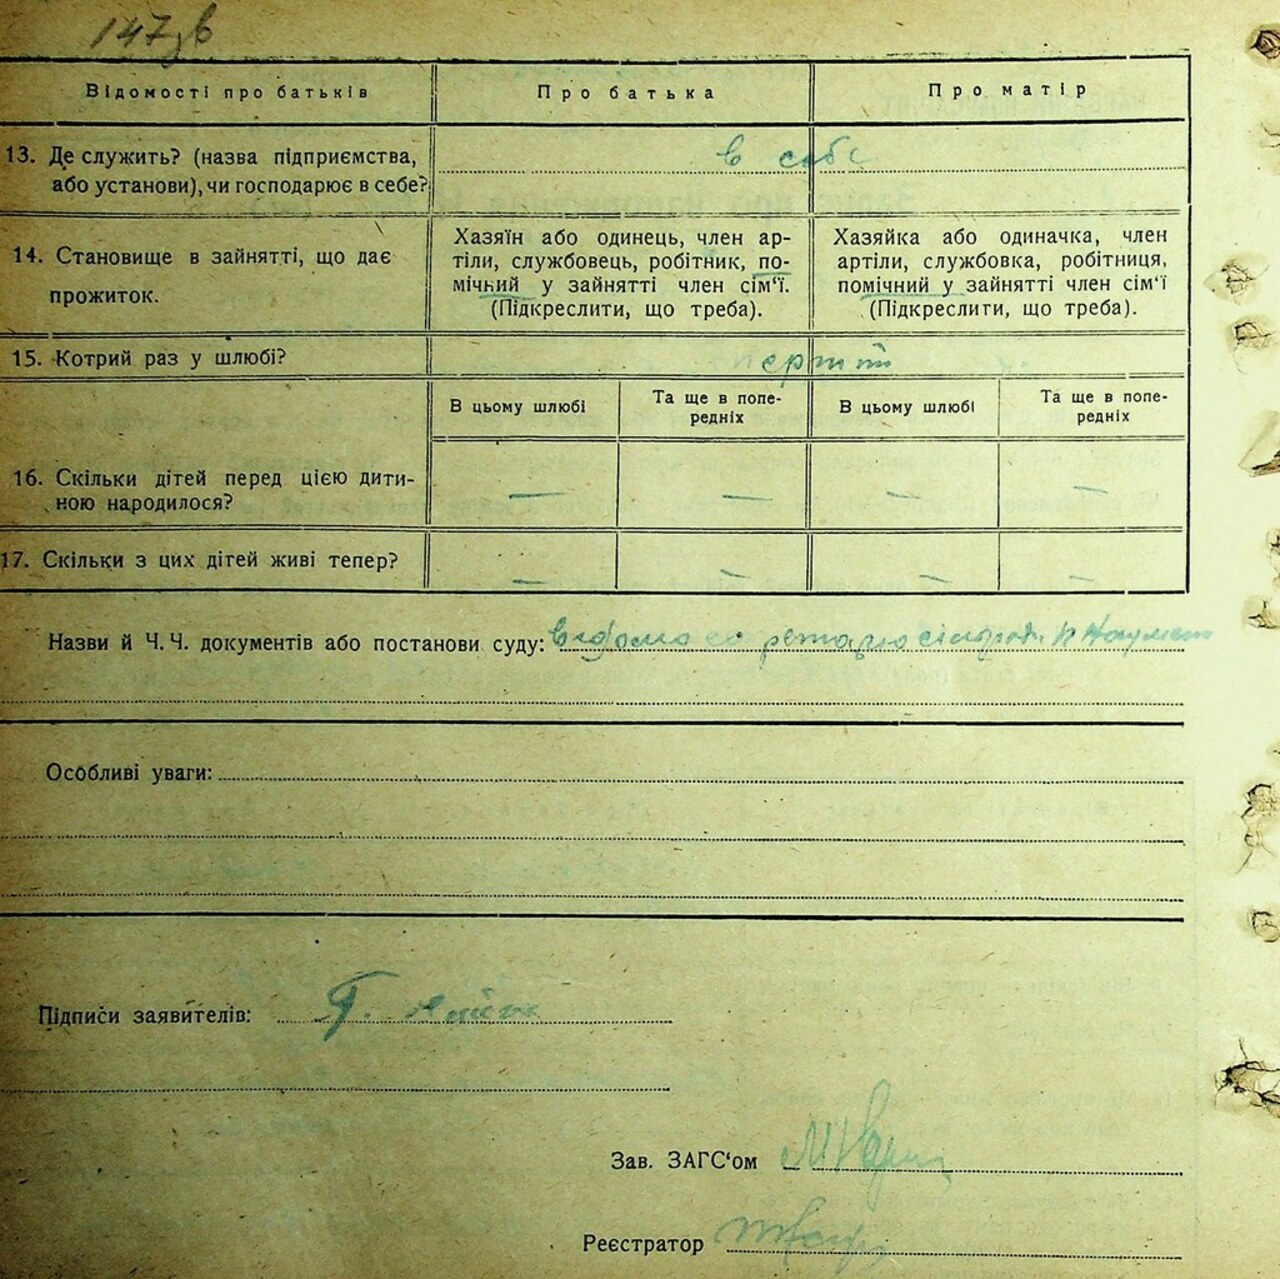 147зв
Відомості про батьків Про батька Про матір
13. Де служить? (назва підприємства, в себе
або установи), чи господарює в себе?
14. Становище в зайнятті, що дає
прожиток.
Хазяїн або одинець, член ар-
тіли, службовець, робітник, по-
мічний у зайнятті член сім‘ї.
(Підкреслити, що треба).
Хазяйка або одиначка, член
артіли, службовка, робітниця,
помічний у зайнятті член сім‘ї
(Підкреслити, що треба).
15. Котрий раз у шлюбі?
В цьому шлюбі Та ще в попе-
редніх В цьому шлюбі Та ще в попе-
редніх
16. Скільки дітей перед цією дити-
ною народилося? — — — —
17. Скільки з цих дітей живі тепер? — — — —
Назви й Ч. Ч. документів або постанови суду: відомо
Особливі уваги:
Підписи заявителів:
Зав. ЗАГС‘ом
Реєстратор